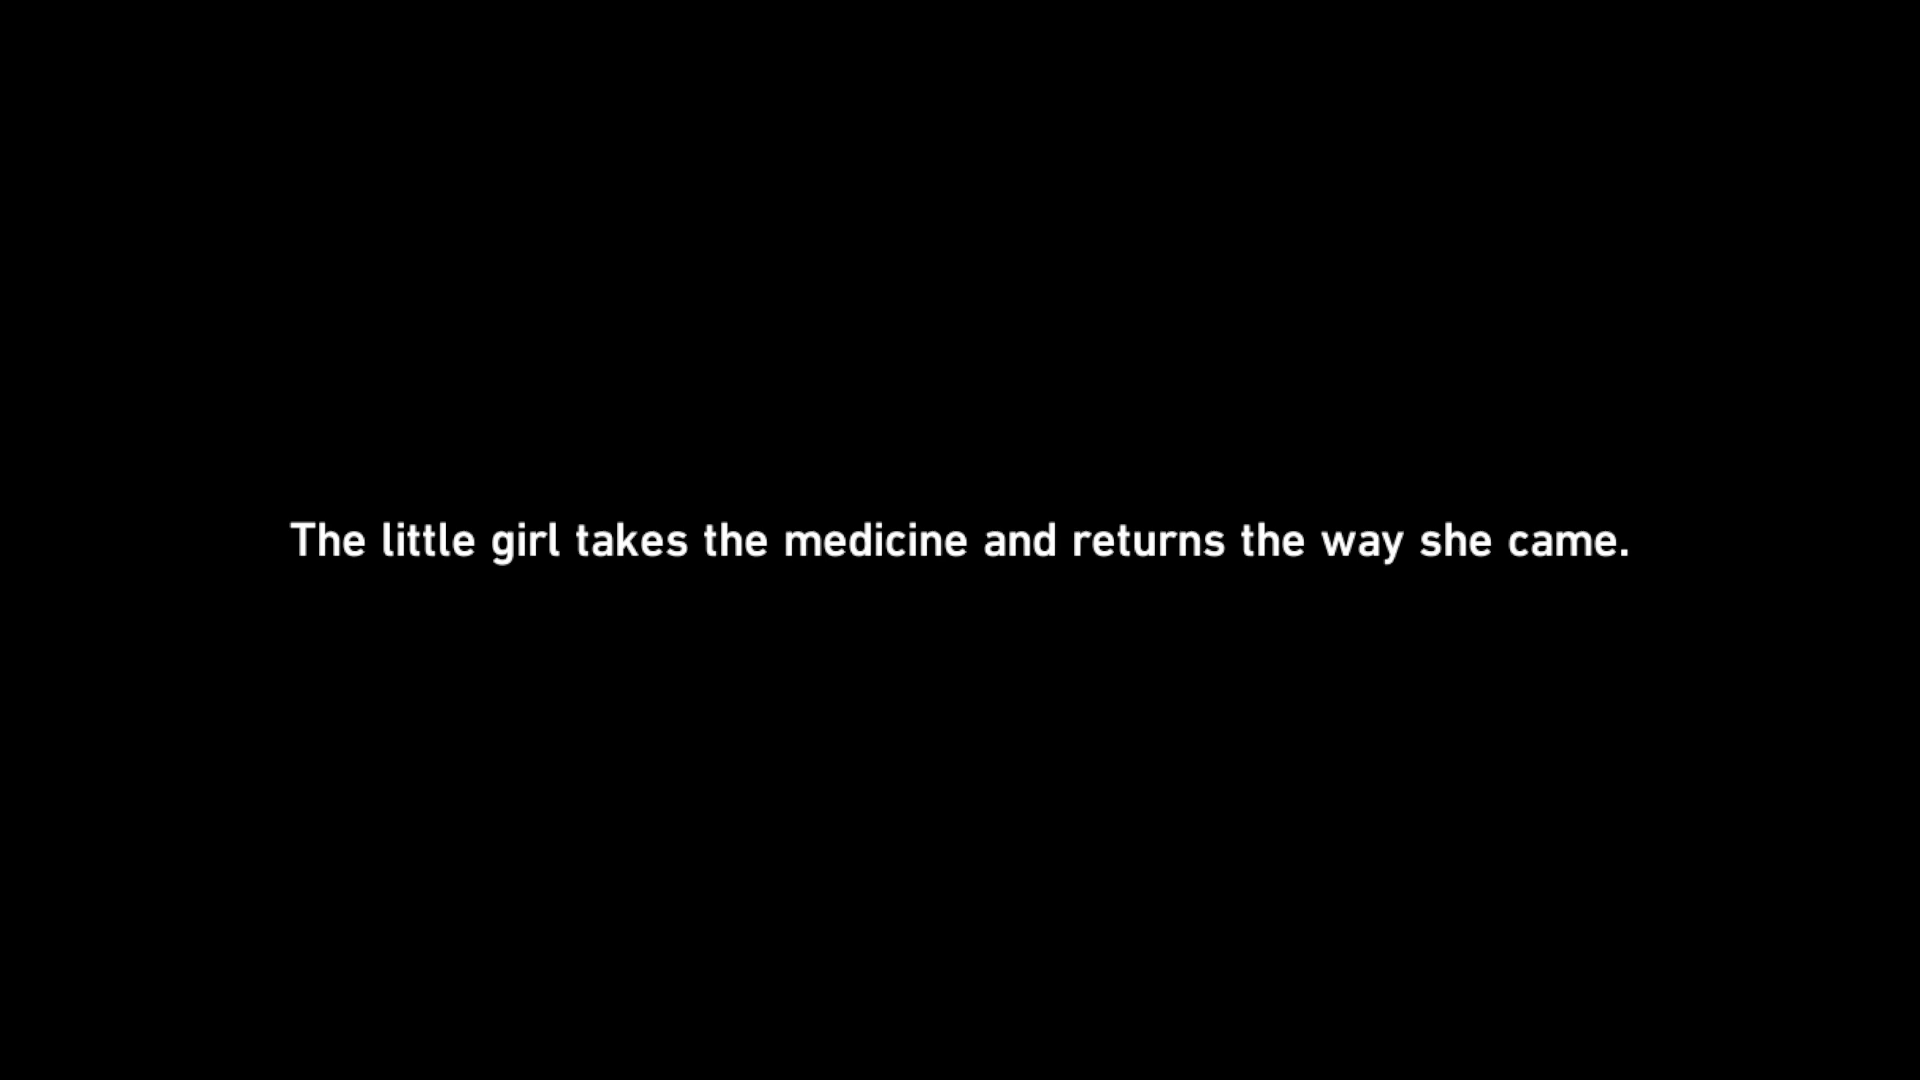 The little girl takes the medicine and returns the way she came.